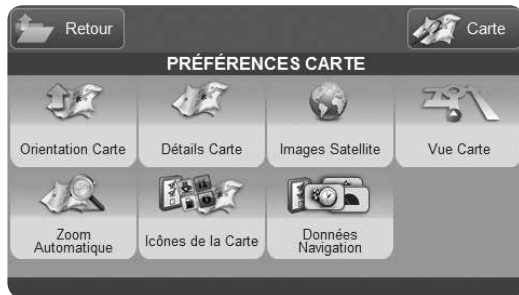 Retour
Carte
PRÉFÉRENCES CARTE
Orientation Carte
Détails Carte
Images Satellite
Vue Carte
Zoom
Automatique
Icônes de la Carte
Données
Navigation